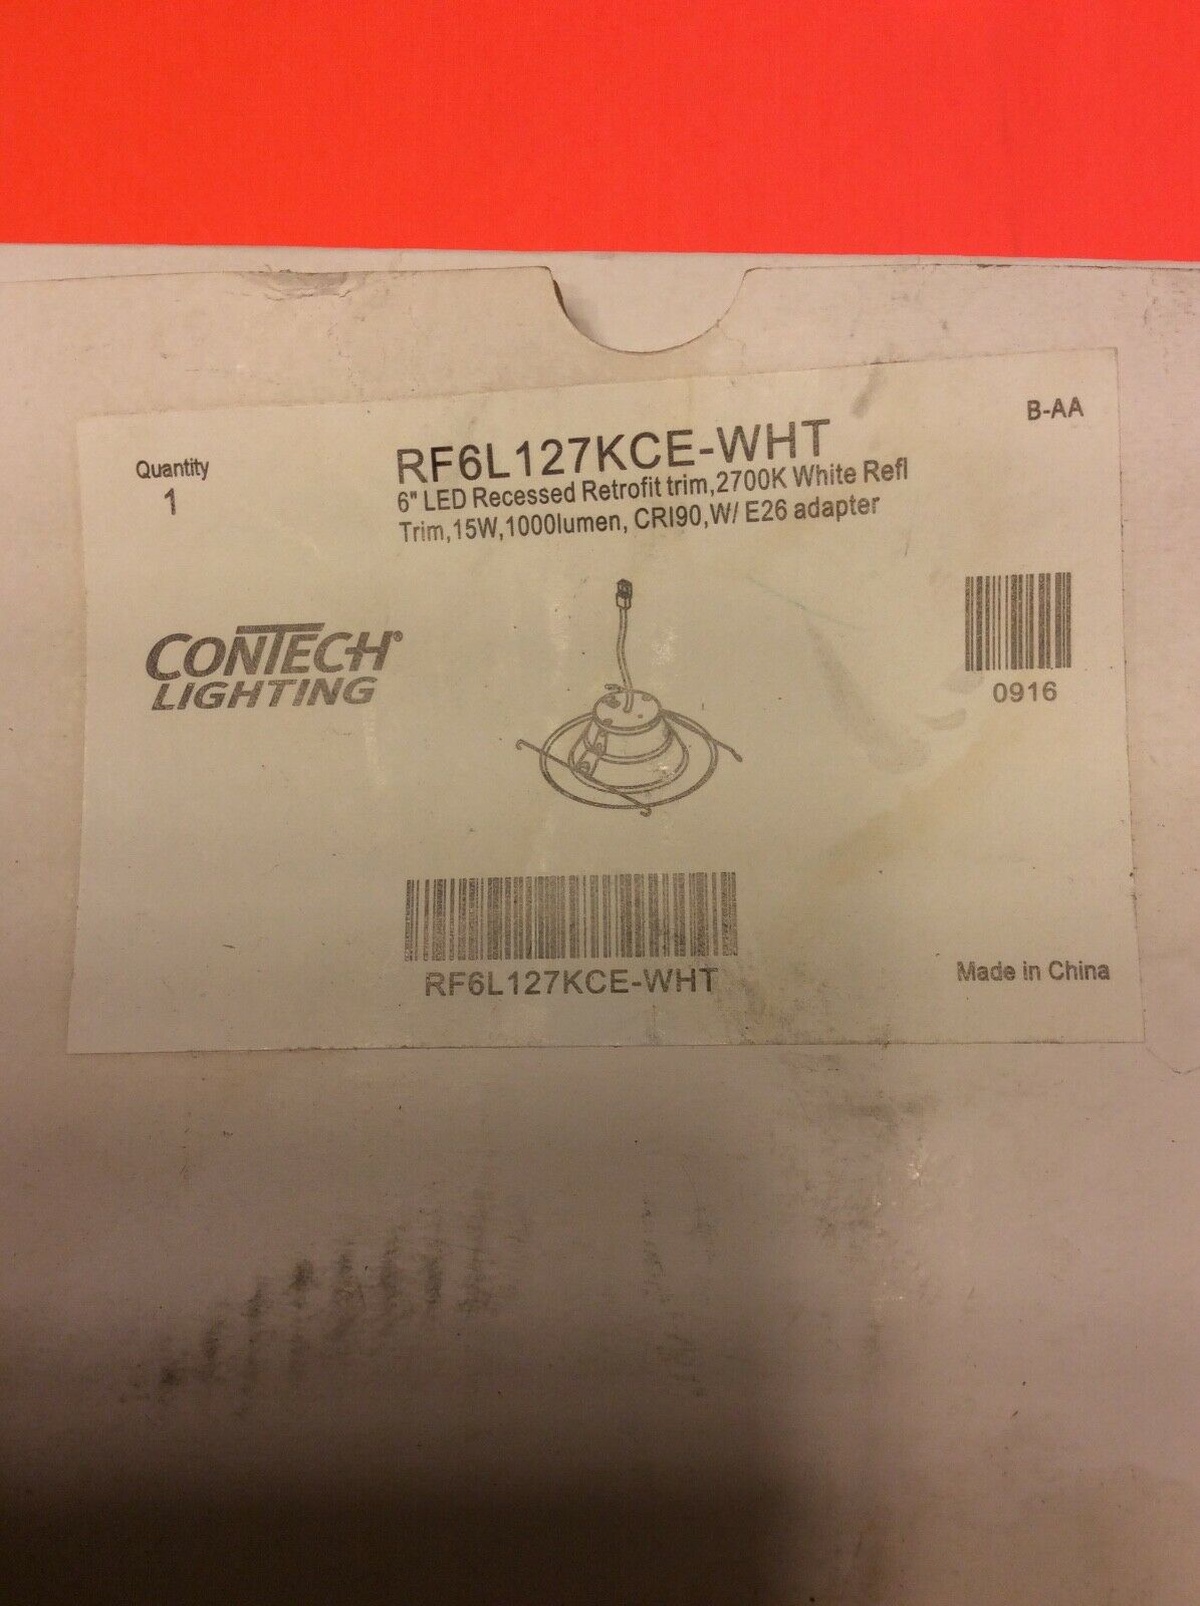 B-AA
Quantity
1
RF6L127KCE-WHT
6" LED Recessed Retrofit trim,2700K White Refl
Trim,15W,1000lumen, CRI90,W/ E26 adapter
CONTECH®
LIGHTING
0916
RF6L127KCE-WHT
Made in China